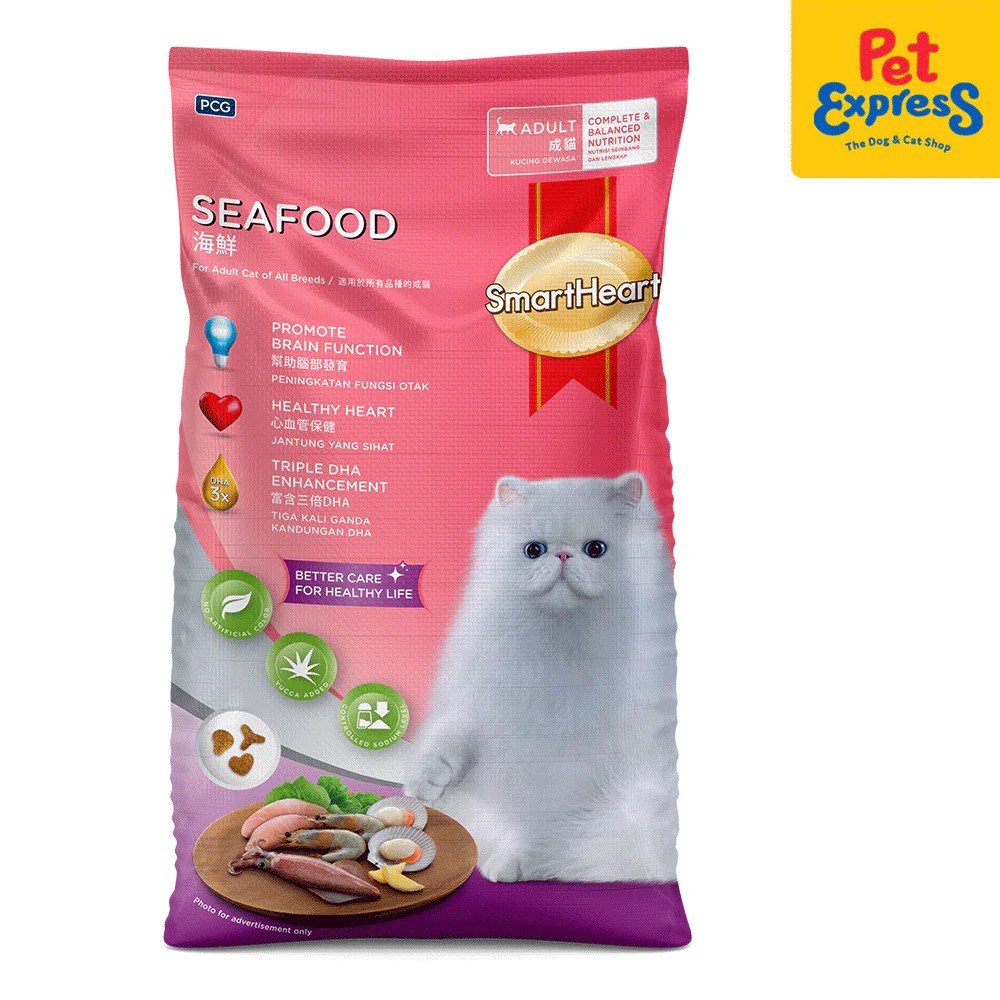 Pet
Express
The Dog & Cat Shop
PCG
ADULT
成貓
KUCING DEWASA
COMPLETE &
BALANCED
NUTRITION
NUTRISI SEIMBANG
DAN LENGKAP
SEAFOOD
海鮮
For Adult Cat of All Breeds / 適用於所有品種的成貓
SmartHeart
PROMOTE
BRAIN FUNCTION
幫助腦部發育
PENINGKATAN FUNGSI OTAK
HEALTHY HEART
心血管保健
JANTUNG YANG SIHAT
DHA
3x
TRIPLE DHA
ENHANCEMENT
富含三倍DHA
TIGA KALI GANDA
KANDUNGAN DHA
BETTER CARE
FOR HEALTHY LIFE
NO ARTIFICIAL COLOR
YUCCA ADDED
CONTROLLED SODIUM LEVEL
Photo for advertisement only